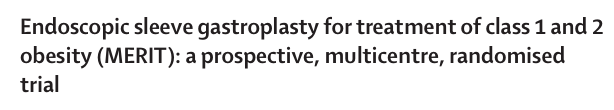 Endoscopic sleeve gastroplasty for treatment of class 1 and 2
obesity (MERIT): a prospective, multicentre, randomised
trial